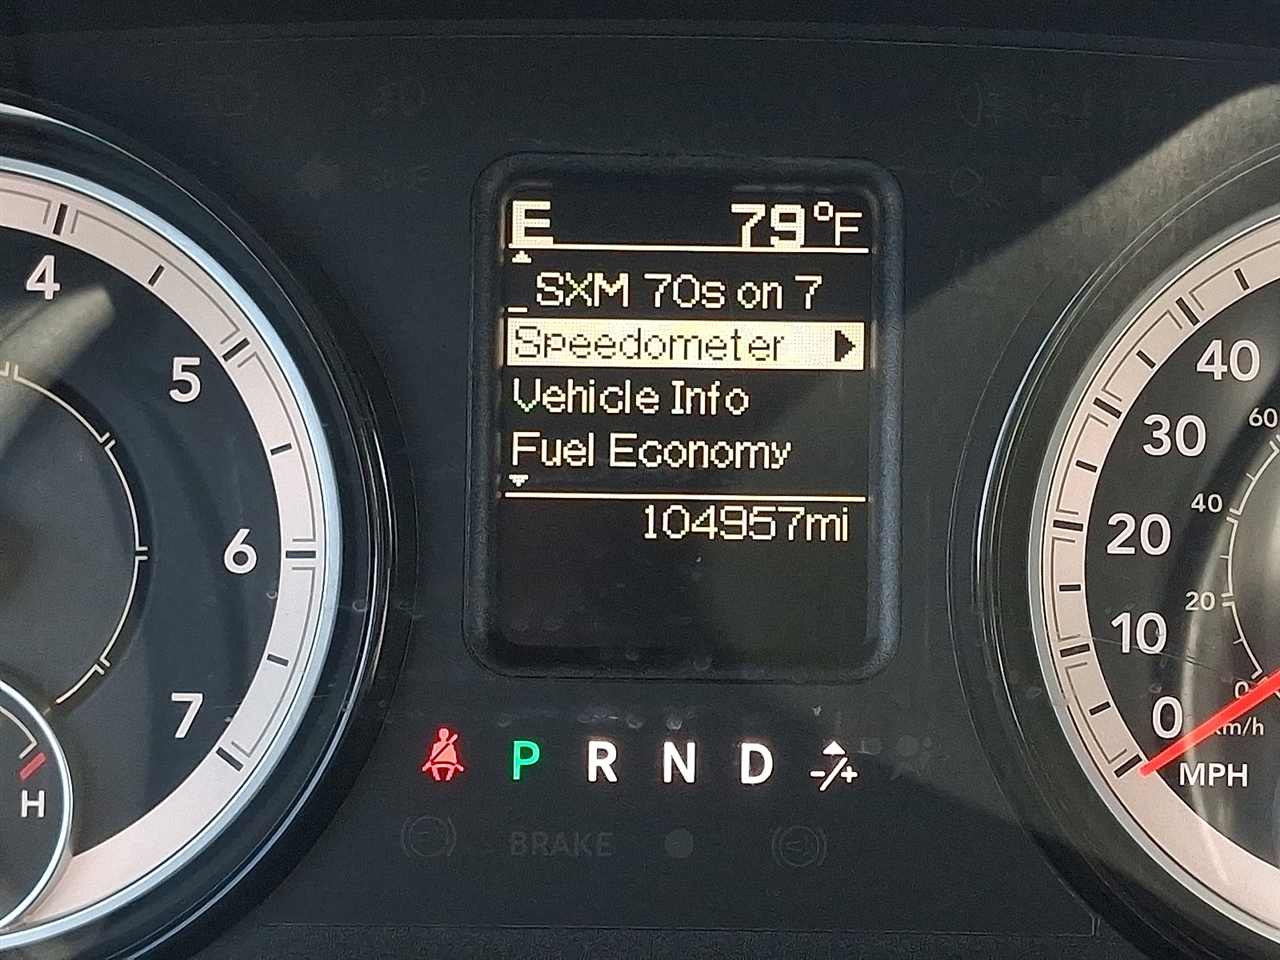 E 79°F
SXM 70s on 7
Speedometer
Vehicle Info
Fuel Economy
104957mi
4
5
6
7
H
P R N D -/+
BRAKE
40
30
20
10
0
MPH
60
40
20
0
km/h